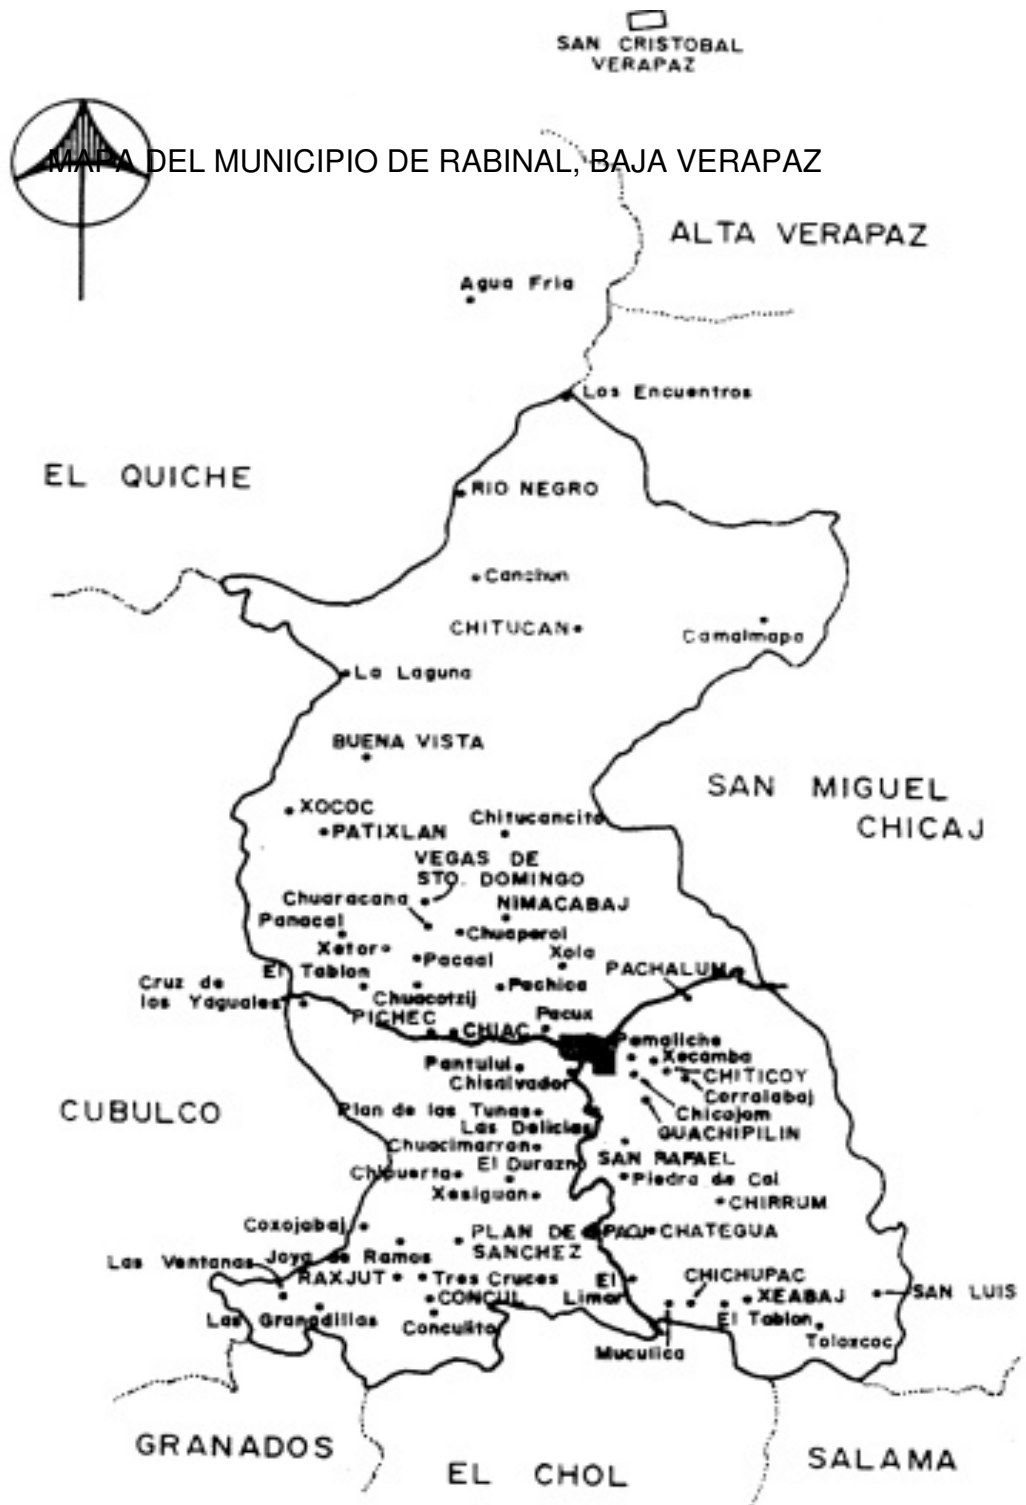 SAN CRISTOBAL
VERAPAZ
MAPA DEL MUNICIPIO DE RABINAL, BAJA VERAPAZ
ALTA VERAPAZ
Agua Fria
Los Encuentros
EL QUICHE
RIO NEGRO
Canchun
CHITUCAN
Camalmapa
La Laguna
BUENA VISTA
SAN MIGUEL
CHICAJ
XOCOC
PATIXLAN
Chitucancito
VEGAS DE
STO. DOMINGO
Chuaracana
NIMACABAJ
Panacal
Chuaperol
Xetor
Pacaal
Xola
El Tablon
PACHALUM
Cruz de
los Yaguales
Chuacotzij
Pachica
PICHEC
CHIAC
Pacux
Pamaliche
Xecamba
Pantulul
CHITICOY
Chisalvador
Cerralabaj
CUBULCO
Plan de las Tunas
Chicojom
Las Delicias
GUACHIPILIN
Chuacimarron
El Durazno
SAN RAFAEL
Chiguerta
Piedra de Cal
Xesiguan
CHIRRUM
Coxojabaj
PLAN DE
SANCHEZ
CHATEGUA
Las Ventanas
Joya de Ramos
RAXJUT
Tres Cruces
El
Limar
CHICHUPAC
CONCUL
XEABAJ
SAN LUIS
Las Granadillas
Conculito
El Tablon
Toloxcoc
Muculica
GRANADOS
EL CHOL
SALAMA